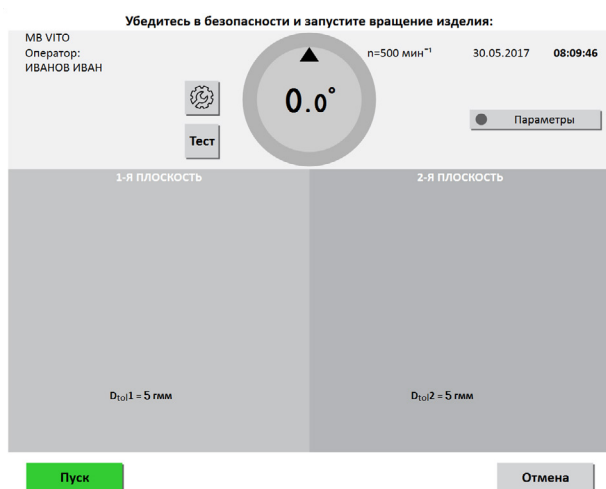 Убедитесь в безопасности и запустите вращение изделия:
MB VITO
Оператор:
ИВАНОВ ИВАН
n=500 мин⁻¹
30.05.2017
08:09:46
0.0°
Тест
Параметры
1-Я ПЛОСКОСТЬ
2-Я ПЛОСКОСТЬ
Dtol1 = 5 гмм
Dtol2 = 5 гмм
Пуск
Отмена